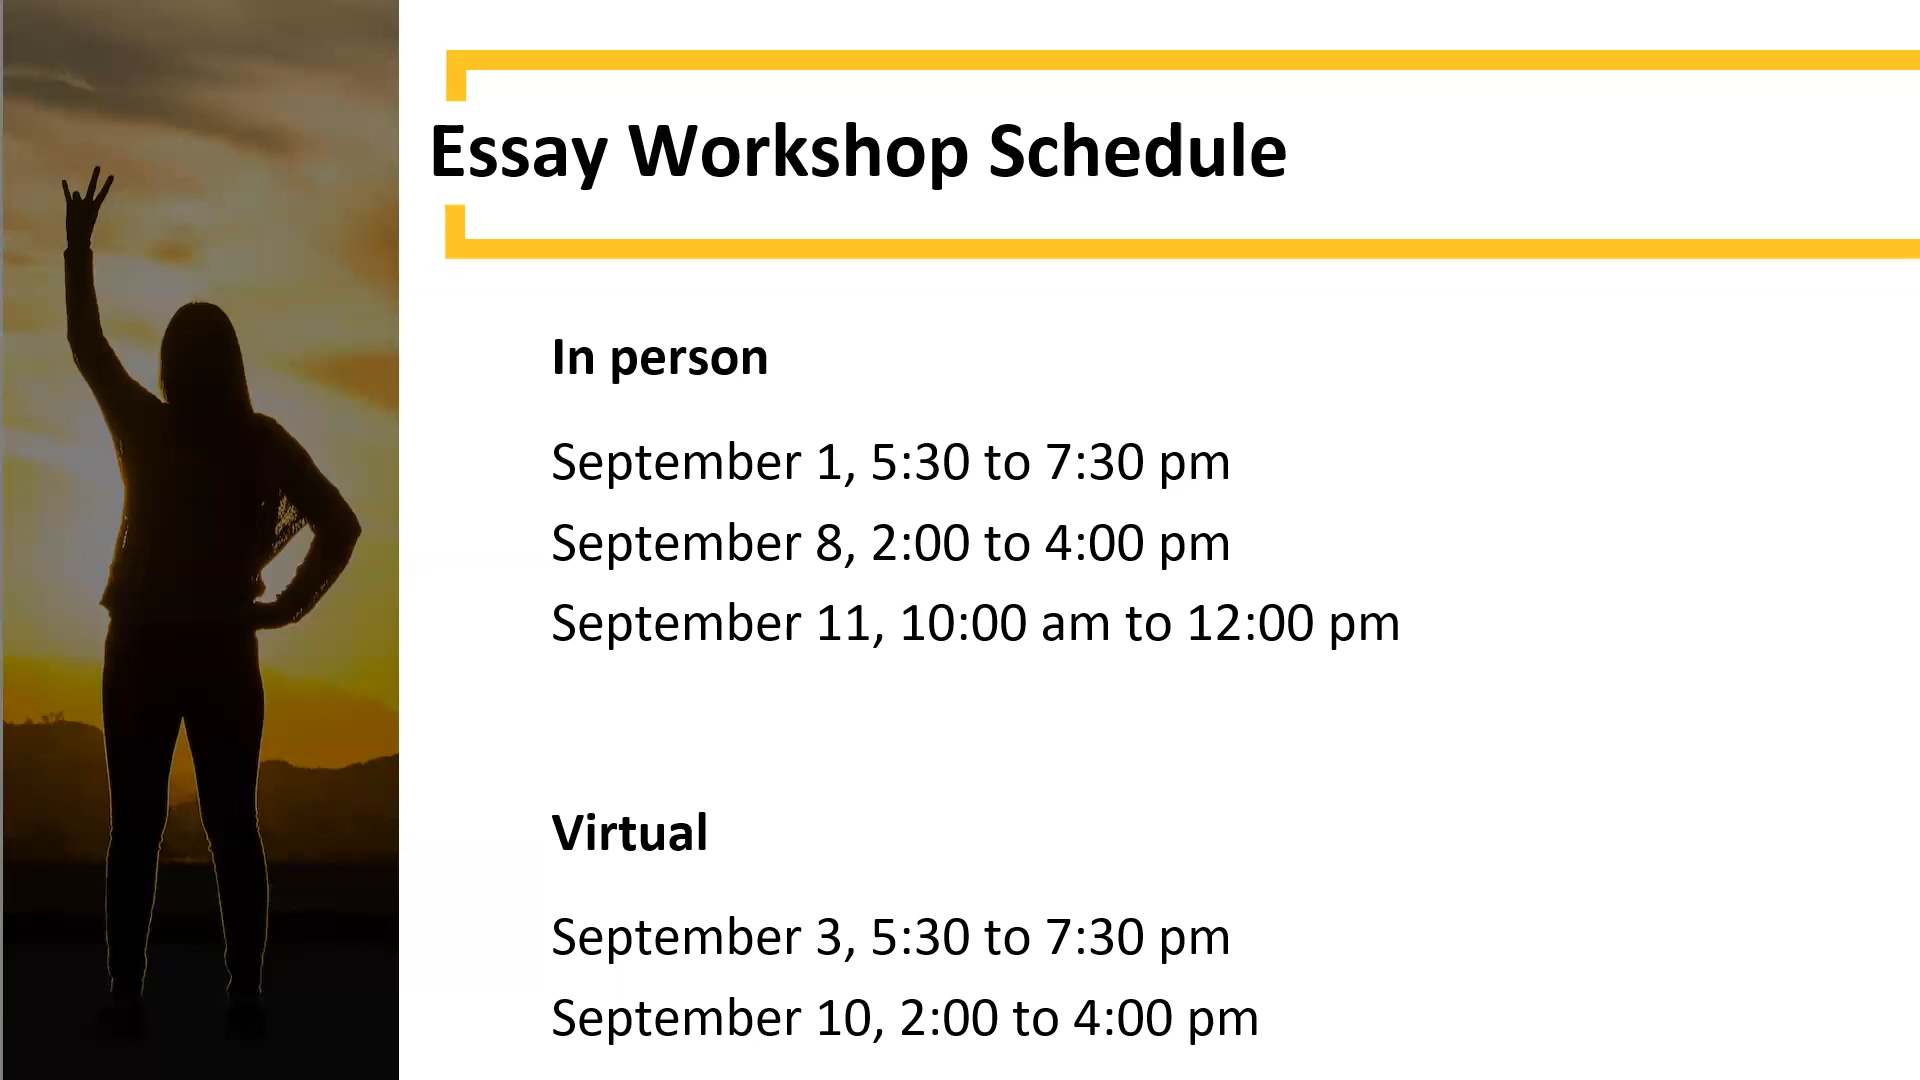 Essay Workshop Schedule
In person
September 1, 5:30 to 7:30 pm
September 8, 2:00 to 4:00 pm
September 11, 10:00 am to 12:00 pm
Virtual
September 3, 5:30 to 7:30 pm
September 10, 2:00 to 4:00 pm